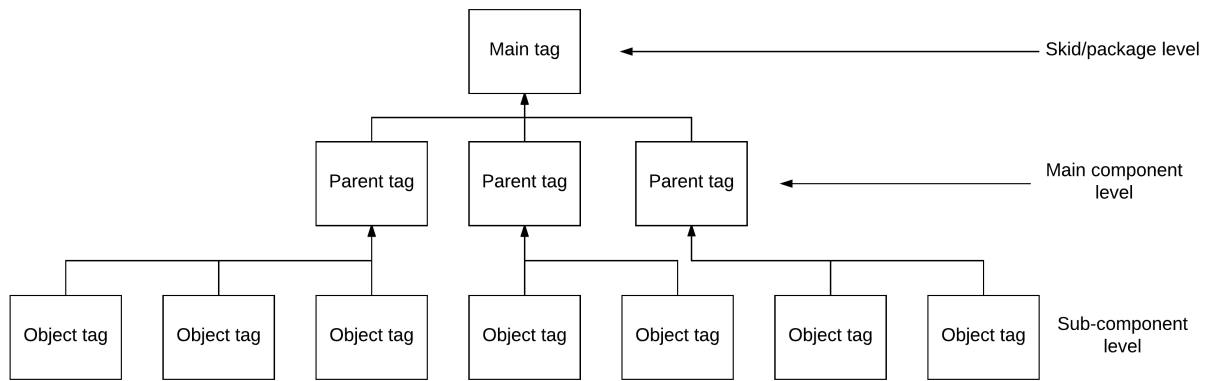 Main tag
Skid/package level
Parent tag
Parent tag
Parent tag
Main component
level
Object tag
Object tag
Object tag
Object tag
Object tag
Object tag
Object tag
Sub-component
level